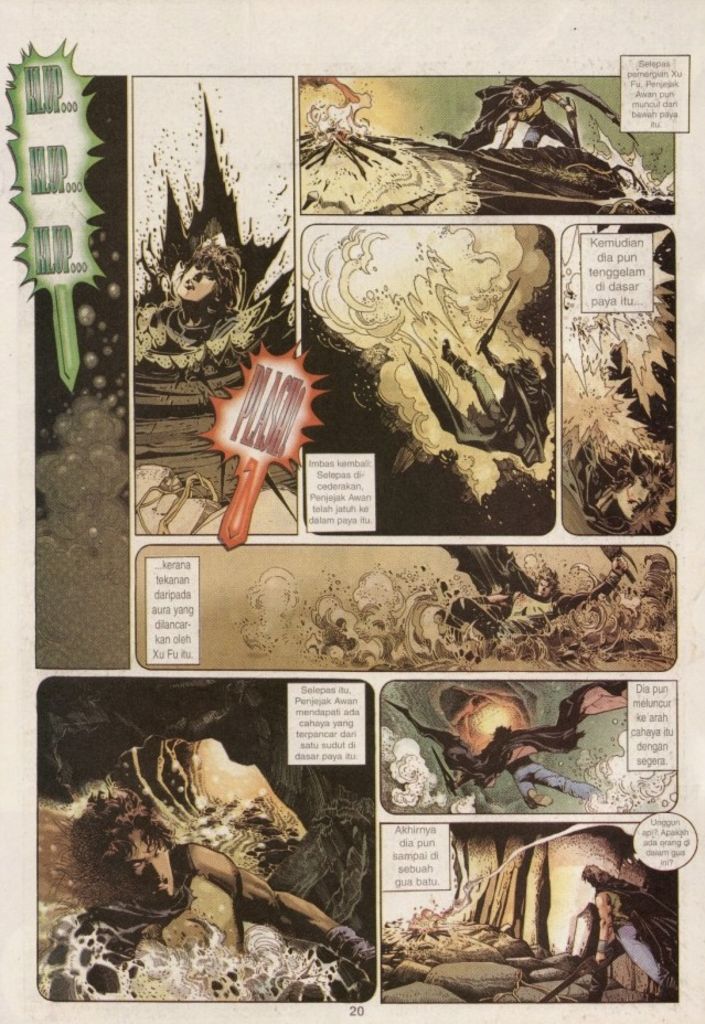 KLUP...
KLUP...
KLUP...
PLASH!
Selepas
pemergian Xu
Fu, Penjejak
Awan pun
muncul dari
bawah paya
itu.
Imbas kembali:
Selepas di-
cederakan,
Penjejak Awan
telah jatuh ke
dalam paya itu.
Kemudian
dia pun
tenggelam
di dasar
paya itu...
...kerana
tekanan
daripada
aura yang
dilancar-
kan oleh
Xu Fu itu.
Selepas itu,
Penjejak Awan
mendapati ada
cahaya yang
terpancar dari
satu sudut di
dasar paya itu.
Dia pun
meluncur
ke arah
cahaya itu
dengan
segera.
Akhirnya
dia pun
sampai di
sebuah
gua batu.
Unggun
api? Apakah
ada orang di
dalam gua
ini?
20